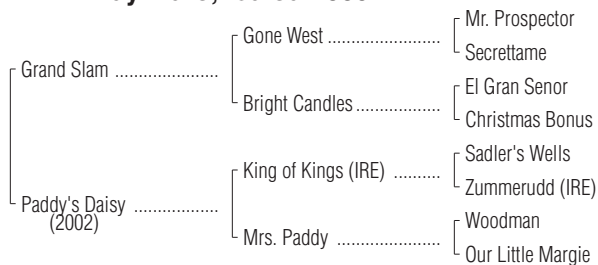 Mr. Prospector
Gone West ........................
Secrettame
Grand Slam ......................
El Gran Senor
Bright Candles ..................
Christmas Bonus
Sadler's Wells
King of Kings (IRE) ..........
Zummerudd (IRE)
Paddy's Daisy ..................
(2002)
Woodman
Mrs. Paddy ......................
Our Little Margie